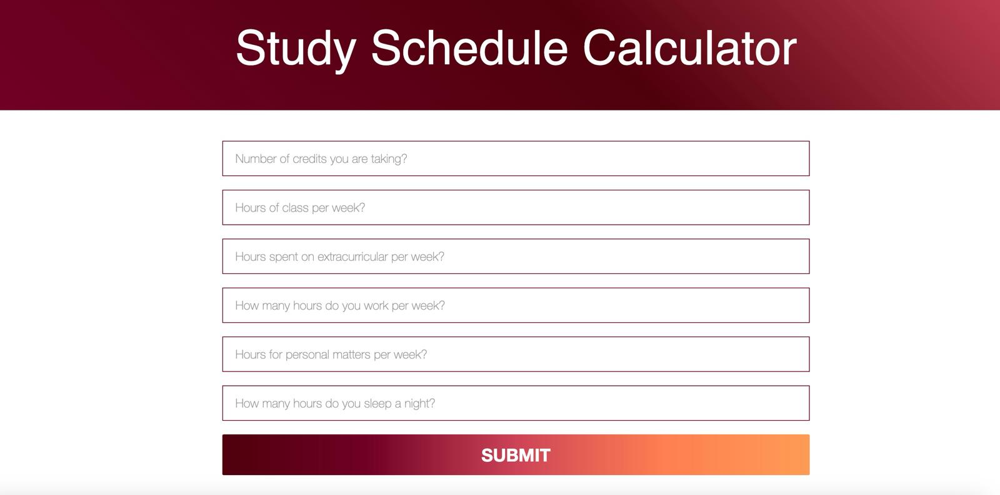 Study Schedule Calculator
Number of credits you are taking?
Hours of class per week?
Hours spent on extracurricular per week?
How many hours do you work per week?
Hours for personal matters per week?
How many hours do you sleep a night?
SUBMIT